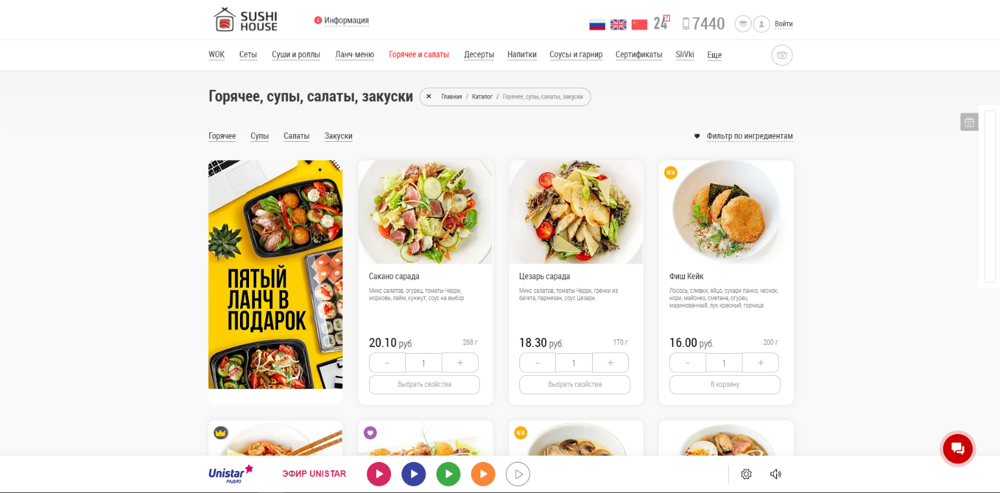 SUSHI
HOUSE
Информация
24
7
7440
Войти
WOK Сеты Суши и роллы Ланч-меню Горячее и салаты Десерты Напитки Соусы и гарнир Сертификаты SliVki Еще
Горячее, супы, салаты, закуски
Главная / Каталог / Горячее, супы, салаты, закуски
Горячее Супы Салаты Закуски
Фильтр по ингредиентам
ПЯТЫЙ
ЛАНЧ В
ПОДАРОК
Сакано сарада
Микс салатов, огурец, томаты Черри,
морковь, лайм, кунжут, соус на выбор
20.10 руб.
268 г
- 1 +
Выбрать свойства
Цезарь сарада
Микс салатов, томаты Черри, гренки из
багета, пармезан, соус Цезарь
18.30 руб.
170 г
- 1 +
Выбрать свойства
NEW
Фиш Кейк
Лосось, сливки, яйцо, сухари панко, чеснок,
нори, майонез, сметана, огурец
маринованный, лук красный, горчица
16.00 руб.
200 г
- 1 +
В корзину
NEW
Unistar
РАДИО
ЭФИР UNISTAR